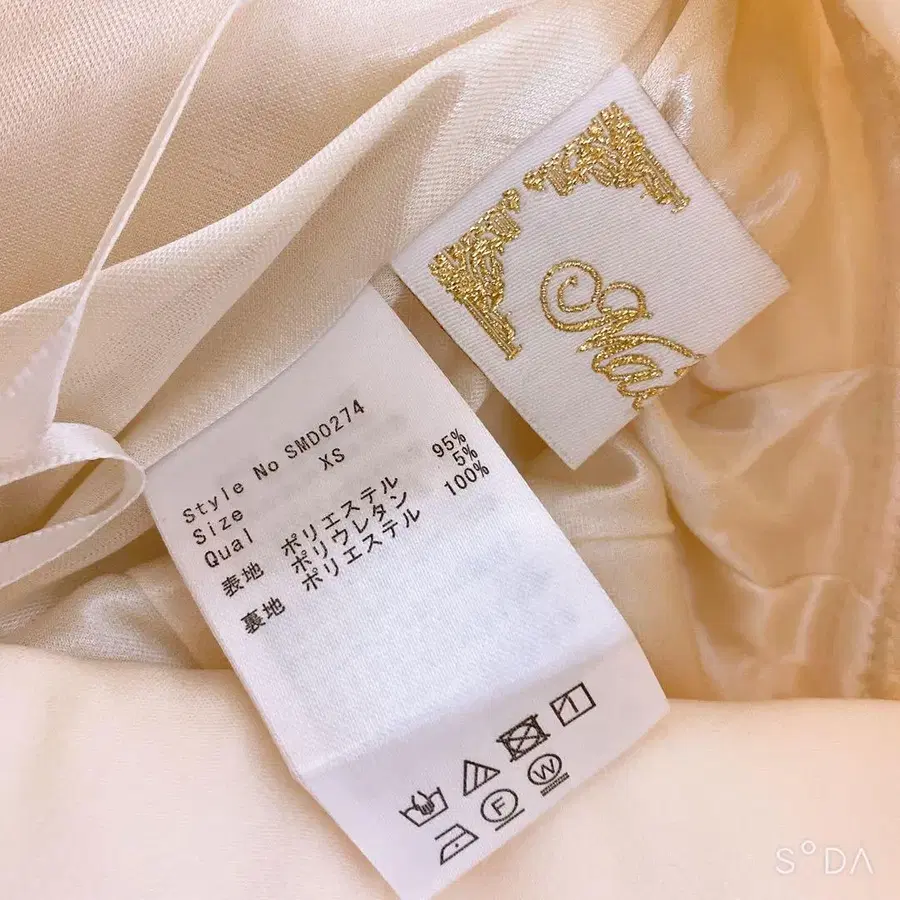 Style No SMD0274
Size XS
Qual
表地 ポリエステル 95%
ポリウレタン 5%
裏地 ポリエステル 100%
F W
S°DA